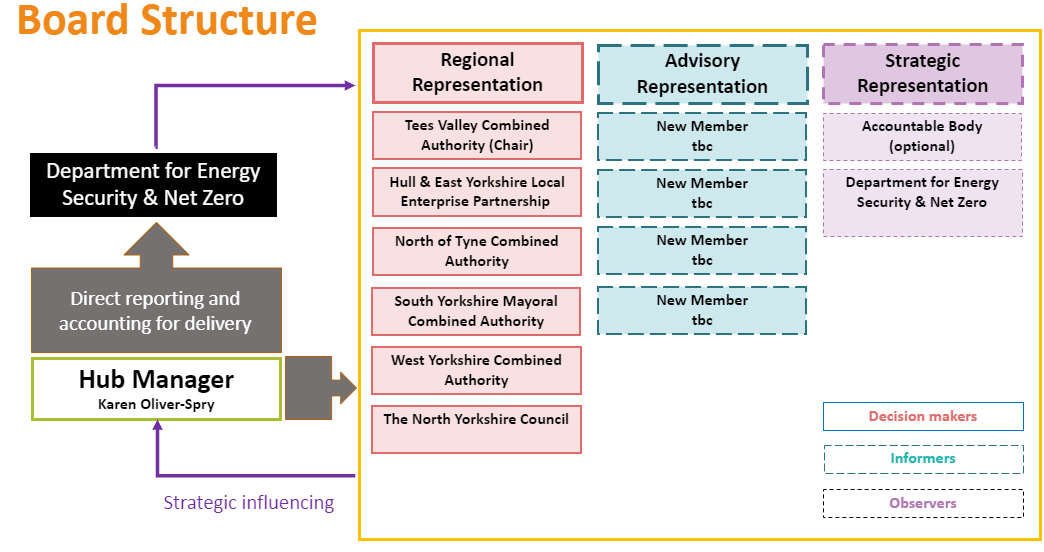 Board Structure
Department for Energy
Security & Net Zero
Direct reporting and
accounting for delivery
Hub Manager
Karen Oliver-Spry
Strategic influencing
Regional
Representation
Tees Valley Combined
Authority (Chair)
Hull & East Yorkshire Local
Enterprise Partnership
North of Tyne Combined
Authority
South Yorkshire Mayoral
Combined Authority
West Yorkshire Combined
Authority
The North Yorkshire Council
Advisory
Representation
New Member
tbc
New Member
tbc
New Member
tbc
New Member
tbc
Strategic
Representation
Accountable Body
(optional)
Department for Energy
Security & Net Zero
Decision makers
Informers
Observers